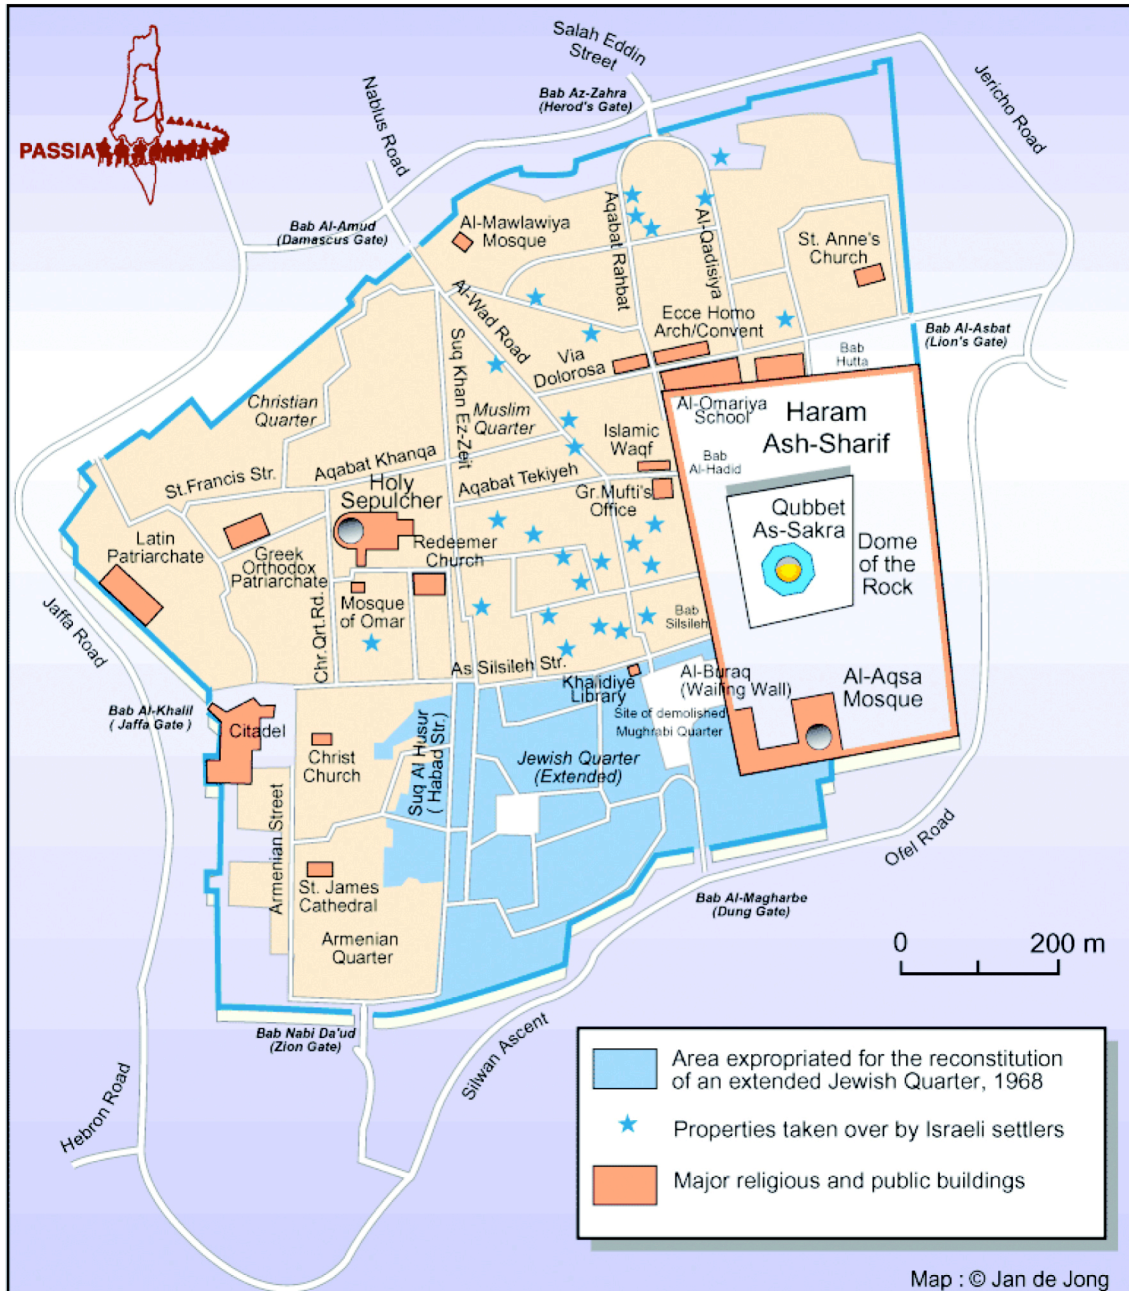 Salah Eddin
Street
Bab Az-Zahra
(Herod's Gate)
Jericho Road
Nablus Road
PASSIA
Bab Al-Amud
(Damascus Gate)
Al-Mawlawiya
Mosque
Aqabat Rahbat
Al-Qadisiya
St. Anne's
Church
Al-Wad Road
Ecce Homo
Arch/Convent
Bab Al-Asbat
(Lion's Gate)
Bab
Hutta
Via
Dolorosa
Suq Khan Ez-Zeit
Christian
Quarter
Muslim
Quarter
Al-Omariya
School
Haram
Ash-Sharif
Islamic
Waqf
Bab
Al-Hadid
Aqabat Khanqa
St.Francis Str.
Aqabat Tekiyeh
Holy
Sepulcher
Gr.Mufti's
Office
Qubbet
As-Sakra
Dome
of the
Rock
Latin
Patriarchate
Greek
Orthodox
Patriarchate
Redeemer
Church
Mosque
of Omar
Chr.Qrt.Rd.
Bab
Silsileh
Jaffa Road
As Silsileh Str.
Khalidiye
Library
Al-Buraq
(Wailing Wall)
Al-Aqsa
Mosque
Bab Al-Khalil
( Jaffa Gate )
Citadel
Site of demolished
Mughrabi Quarter
Christ
Church
Suq Al Husur
( Habad Str.)
Jewish Quarter
(Extended)
Armenian Street
Ofel Road
St. James
Cathedral
Bab Al-Magharbe
(Dung Gate)
Armenian
Quarter
0 200 m
Bab Nabi Da'ud
(Zion Gate)
Silwan Ascent
Hebron Road
Area expropriated for the reconstitution
of an extended Jewish Quarter, 1968
Properties taken over by Israeli settlers
Major religious and public buildings
Map : © Jan de Jong